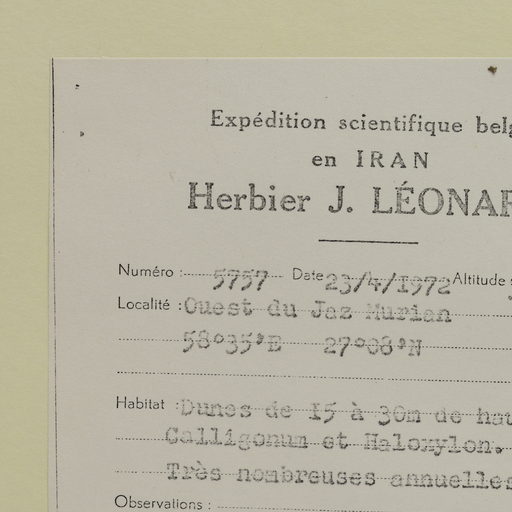 Expédition scientifique belg
en IRAN
Herbier J. LÉONAR
Numéro : 5757 Date 23/4/1972 Altitude :
Localité : Ouest du Jaz Murian
58°35'E 27°08'N
Habitat : Dunes de I5 à 30m de hau
Calligonum et Haloxylon.
Très nombreuses annuelles
Observations :